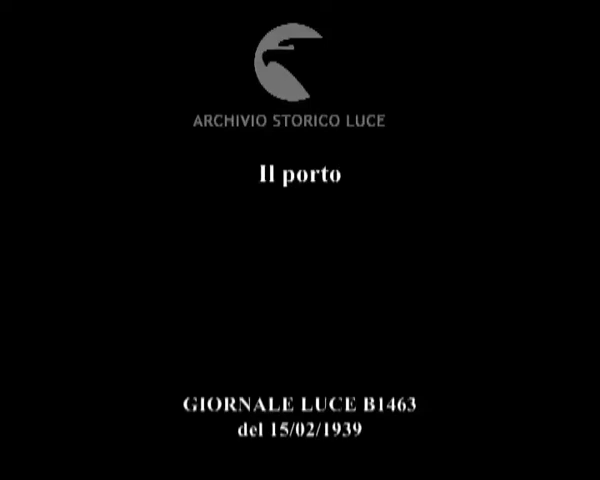 ARCHIVIO STORICO LUCE
Il porto
GIORNALE LUCE B1463
del 15/02/1939